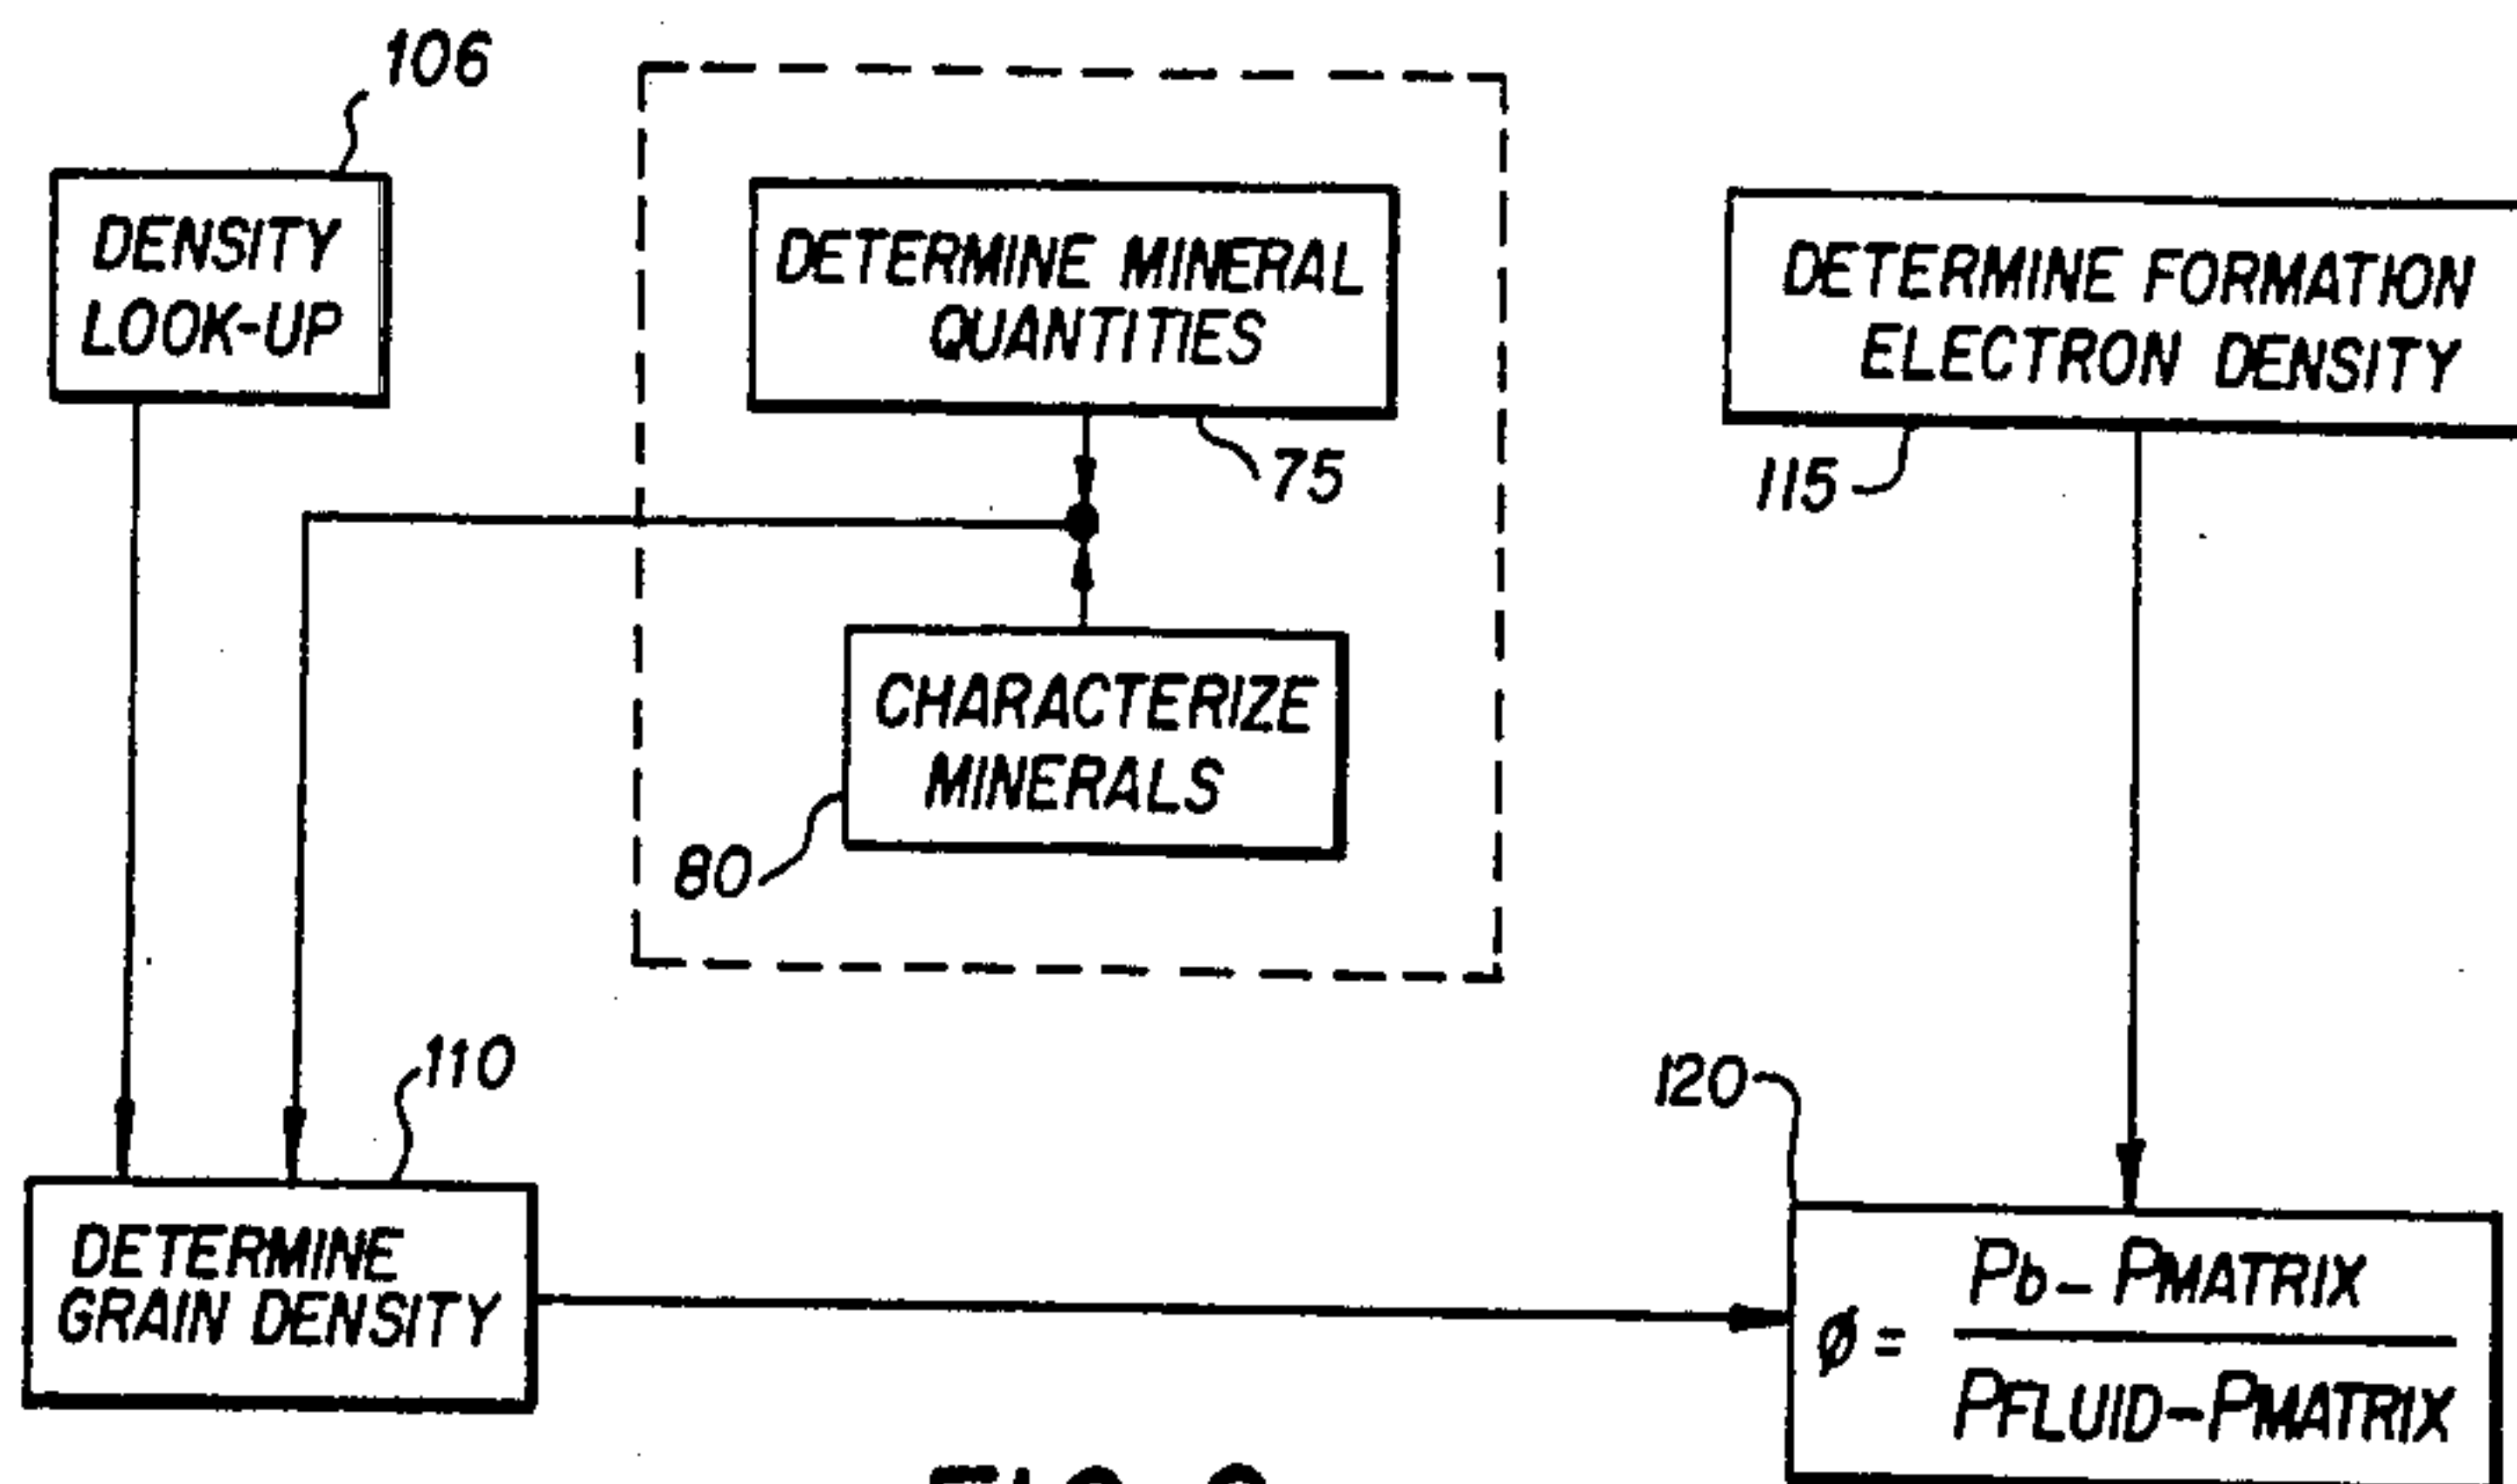 106
DENSITY
LOOK-UP
DETERMINE MINERAL
QUANTITIES
75
DETERMINE FORMATION
ELECTRON DENSITY
115
CHARACTERIZE
MINERALS
80
110
DETERMINE
GRAIN DENSITY
120
ø = Pb - PMATRIX
PFLUID - PMATRIX